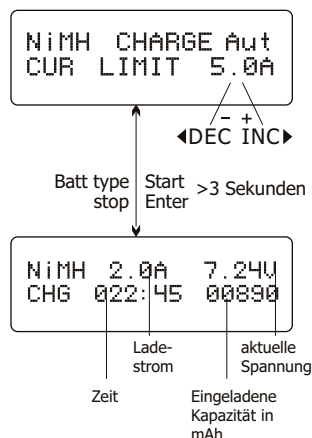 NiMH CHARGE Aut
CUR LIMIT 5.0A
- +
◀DEC INC▶
Batt type
stop
Start
Enter
>3 Sekunden
NiMH 2.0A 7.24V
CHG 022:45 00890
Lade-
strom
aktuelle
Spannung
Zeit
Eingeladene
Kapazität in
mAh